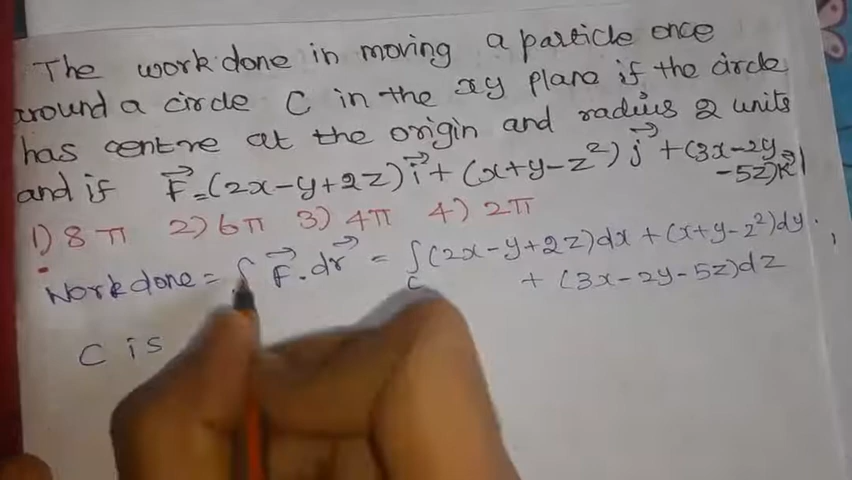 The work done in moving a particle once
around a circle C in the xy plane if the circle
has centre at the origin and radius 2 units
and if F⃗ = (2x-y+2z)i⃗ + (x+y-z²)j⃗ + (3x-2y
-5z)k⃗
1) 8π 2) 6π 3) 4π 4) 2π
Work done = ∫ F⃗ . dr⃗ = ∫_C (2x-y+2z)dx + (x+y-z²)dy
+ (3x-2y-5z)dz
C is